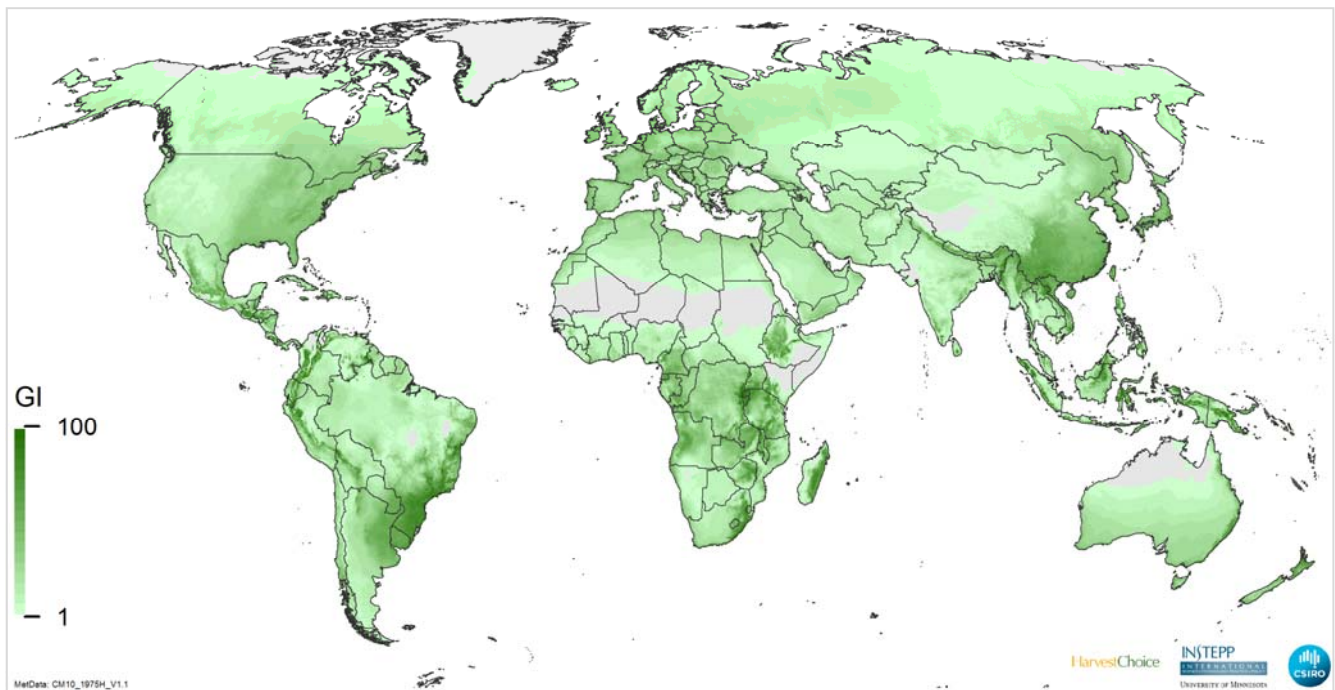 GI
100
1
HarvestChoice
INSTEPP
INTERNATIONAL
UNIVERSITY OF MINNESOTA
CSIRO
MetData: CM10_1975H_V1.1